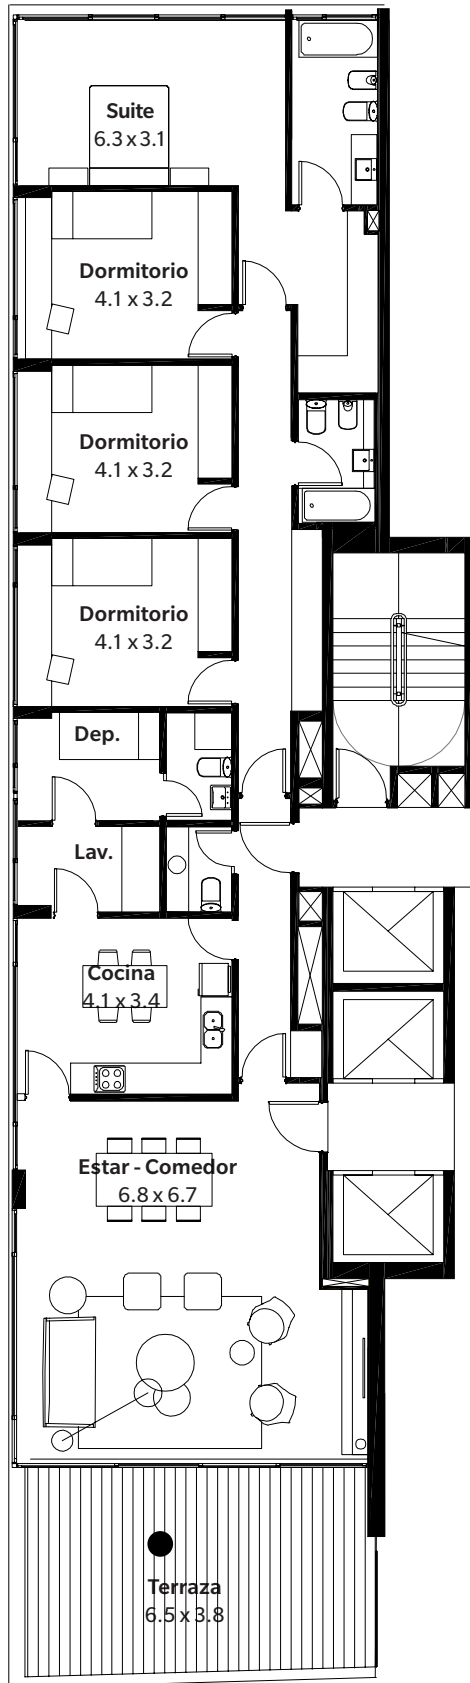 Suite
6.3 x 3.1
Dormitorio
4.1 x 3.2
Dormitorio
4.1 x 3.2
Dormitorio
4.1 x 3.2
Dep.
Lav.
Cocina
4.1 x 3.4
Estar - Comedor
6.8 x 6.7
Terraza
6.5 x 3.8